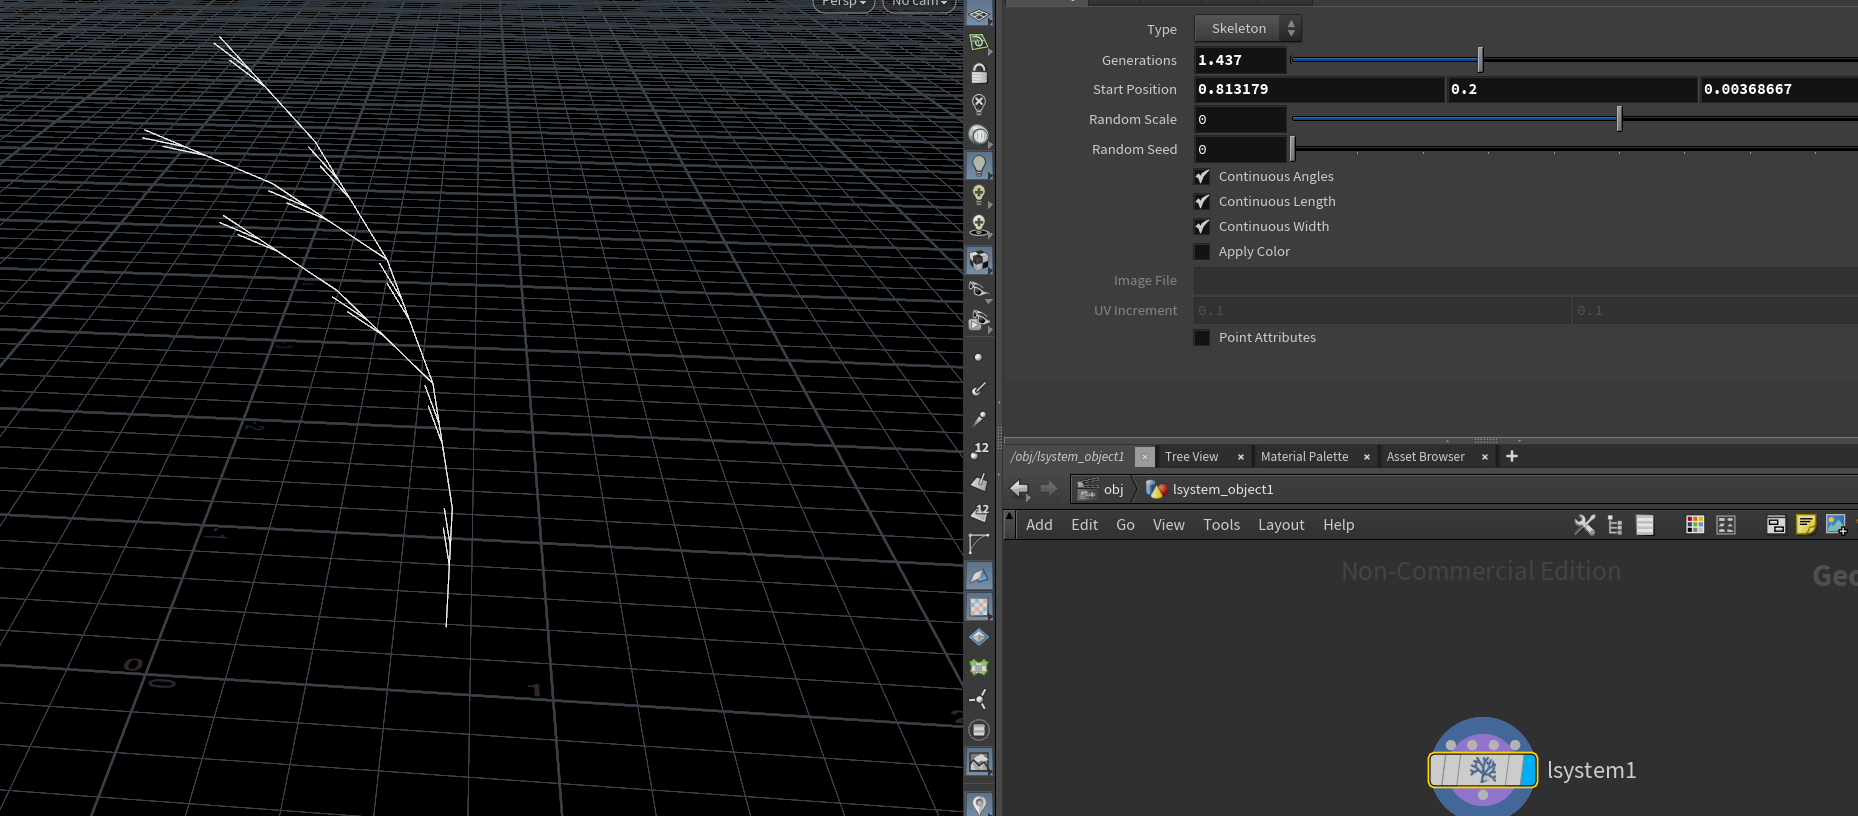 Persp No cam
Type Skeleton
Generations 1.437
Start Position 0.813179 0.2 0.00368667
Random Scale 0
Random Seed 0
Continuous Angles
Continuous Length
Continuous Width
Apply Color
Image File
UV Increment 0.1 0.1
Point Attributes
/obj/lsystem_object1 Tree View Material Palette Asset Browser
obj lsystem_object1
Add Edit Go View Tools Layout Help
Non-Commercial Edition
Geo
lsystem1
12
12
0
0
1
2